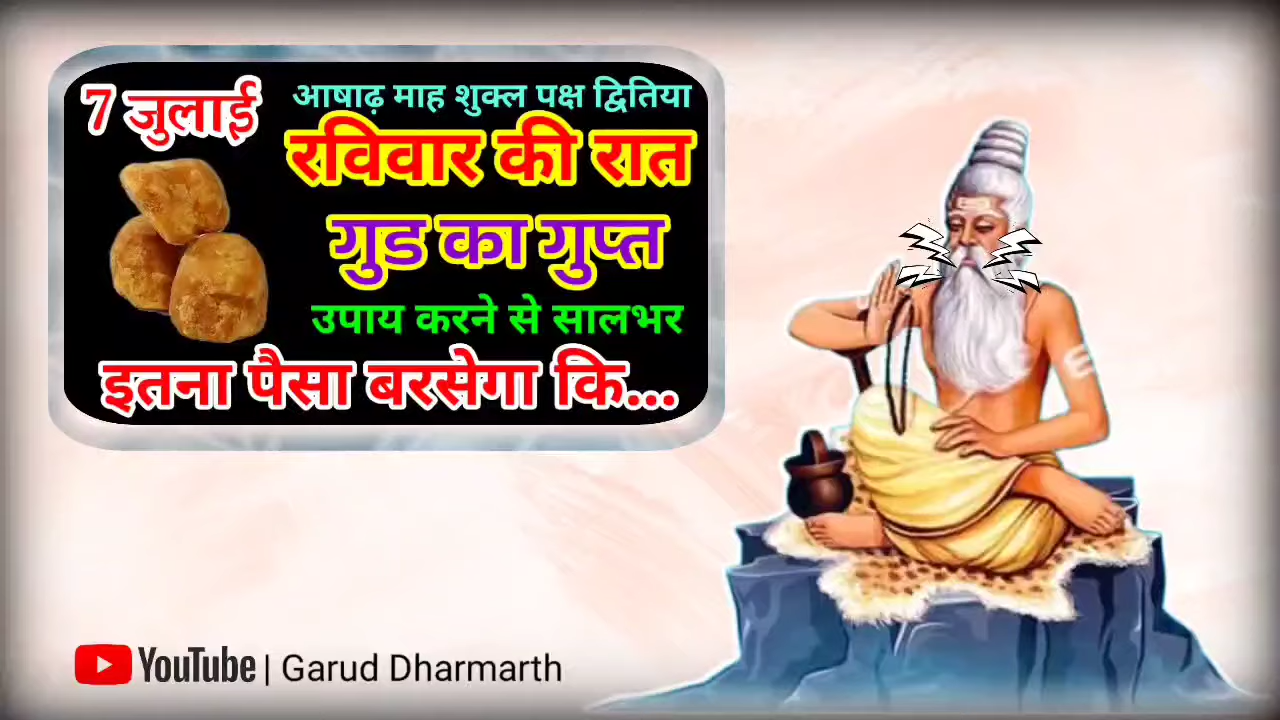 7 जुलाई
आषाढ़ माह शुक्ल पक्ष द्वितिया
रविवार की रात
गुड का गुप्त
उपाय करने से सालभर
इतना पैसा बरसेगा कि...
YouTube | Garud Dharmarth